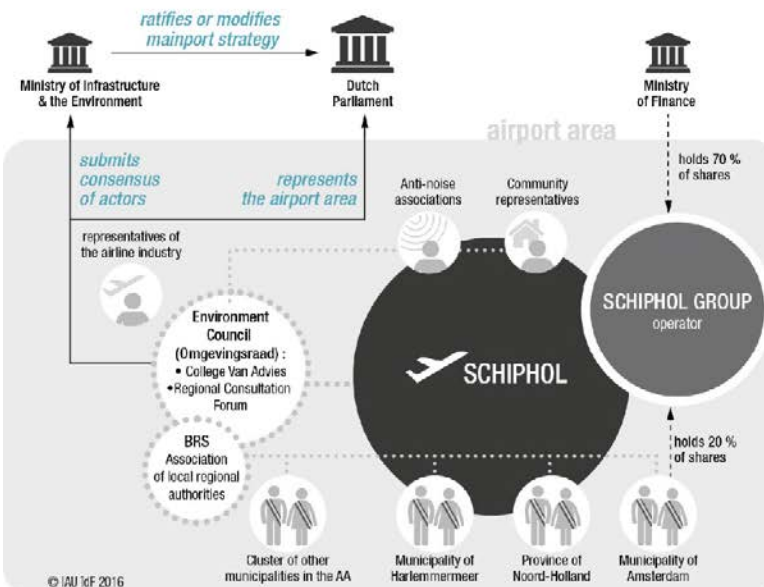 ratifies or modifies
mainport strategy
Ministry of Infrastructure
& the Environment
Dutch
Parliament
Ministry
of Finance
airport area
submits
consensus
of actors
represents
the airport area
holds 70 %
of shares
Anti-noise
associations
Community
representatives
representatives of
the airline industry
Environment
Council
(Omgevingsraad) :
• College Van Advies
•Regional Consultation
Forum
SCHIPHOL
SCHIPHOL GROUP
operator
BRS
Association
of local regional
authorities
holds 20 %
of shares
Cluster of other
municipalities in the AA
Municipality of
Harlemmermeer
Province of
Noord-Holland
Municipality of
Amsterdam
© IAU îdF 2016